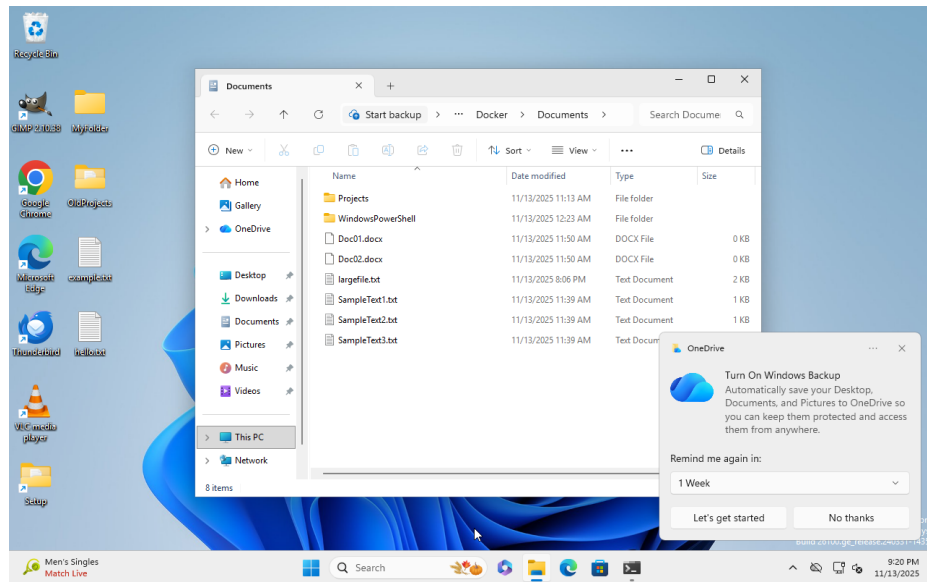 Recycle Bin
GIMP 2.10.38
MyFolder
Google Chrome
OldProjects
Microsoft Edge
example.txt
Thunderbird
hello.txt
VLC media player
Setup
Documents
Start backup
Docker
Documents
Search Docume
New
Sort
View
Details
Home
Gallery
OneDrive
Desktop
Downloads
Documents
Pictures
Music
Videos
This PC
Network
Name Date modified Type Size
Projects 11/13/2025 11:13 AM File folder
WindowsPowerShell 11/13/2025 12:23 AM File folder
Doc01.docx 11/13/2025 11:50 AM DOCX File 0 KB
Doc02.docx 11/13/2025 11:50 AM DOCX File 0 KB
largefile.txt 11/13/2025 8:06 PM Text Document 2 KB
SampleText1.txt 11/13/2025 11:39 AM Text Document 1 KB
SampleText2.txt 11/13/2025 11:39 AM Text Document 1 KB
SampleText3.txt 11/13/2025 11:39 AM Text Docum
8 items
OneDrive
Turn On Windows Backup
Automatically save your Desktop,
Documents, and Pictures to OneDrive so
you can keep them protected and access
them from anywhere.
Remind me again in:
1 Week
Let's get started
No thanks
Men's Singles
Match Live
Search
9:20 PM
11/13/2025